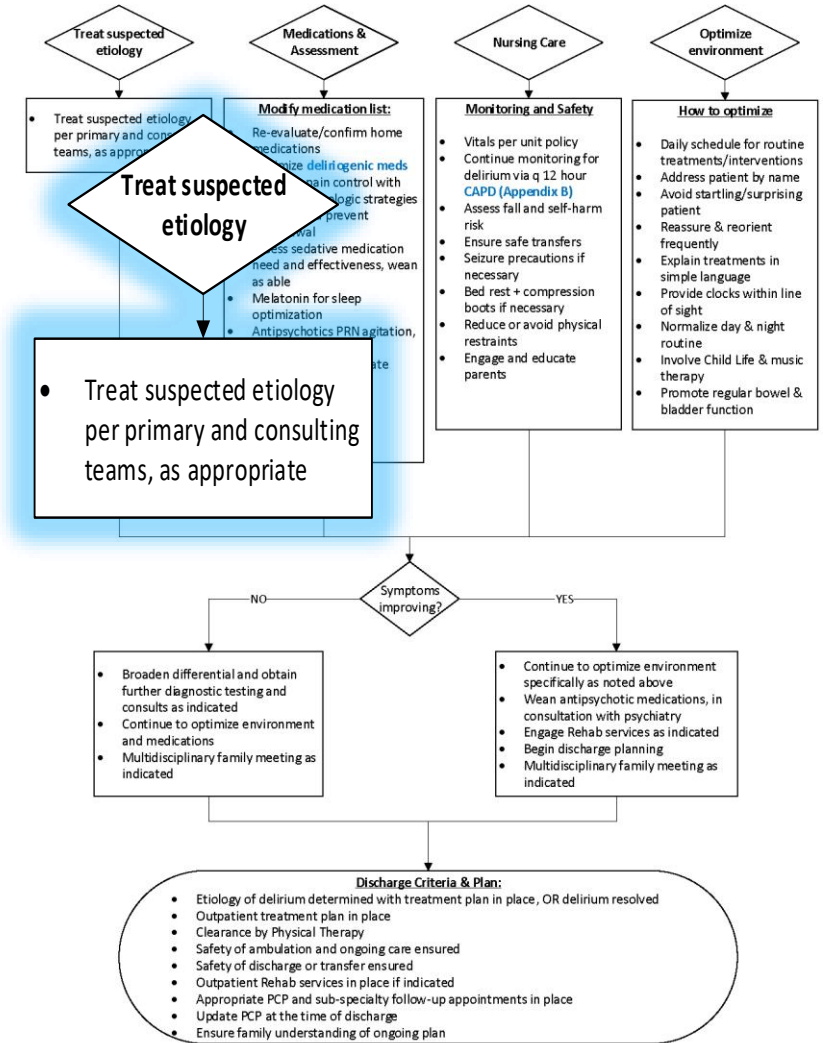 Treat suspected
etiology
Medications &
Assessment
Nursing Care
Optimize
environment
• Treat suspected etiology
per primary and
teams, as
Treat suspected
etiology
• Treat suspected etiology
per primary and consulting
teams, as appropriate
Modify medication list:
Re-evaluate/confirm home
medications
deliriogenic meds
control with
strategies
prevent
sedative medication
need and effectiveness, wean
as able
• Melatonin for sleep
optimization
• Antipsychotics PRN agitation,
Monitoring and Safety
• Vitals per unit policy
• Continue monitoring for
delirium via q 12 hour
CAPD (Appendix B)
• Assess fall and self-harm
risk
• Ensure safe transfers
• Seizure precautions if
necessary
• Bed rest + compression
boots if necessary
• Reduce or avoid physical
restraints
• Engage and educate
parents
How to optimize
• Daily schedule for routine
treatments/interventions
• Address patient by name
• Avoid startling/surprising
patient
• Reassure & reorient
frequently
• Explain treatments in
simple language
• Provide clocks within line
of sight
• Normalize day & night
routine
• Involve Child Life & music
therapy
• Promote regular bowel &
bladder function
Symptoms
improving?
NO
YES
• Broaden differential and obtain
further diagnostic testing and
consults as indicated
• Continue to optimize environment
and medications
• Multidisciplinary family meeting as
indicated
• Continue to optimize environment
specifically as noted above
• Wean antipsychotic medications, in
consultation with psychiatry
• Engage Rehab services as indicated
• Begin discharge planning
• Multidisciplinary family meeting as
indicated
Discharge Criteria & Plan:
• Etiology of delirium determined with treatment plan in place, OR delirium resolved
• Outpatient treatment plan in place
• Clearance by Physical Therapy
• Safety of ambulation and ongoing care ensured
• Safety of discharge or transfer ensured
• Outpatient Rehab services in place if indicated
• Appropriate PCP and sub-specialty follow-up appointments in place
• Update PCP at the time of discharge
• Ensure family understanding of ongoing plan